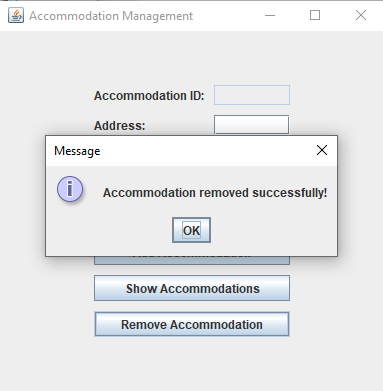 Accommodation Management
Accommodation ID:
Address:
Message
Accommodation removed successfully!
OK
Show Accommodations
Remove Accommodation